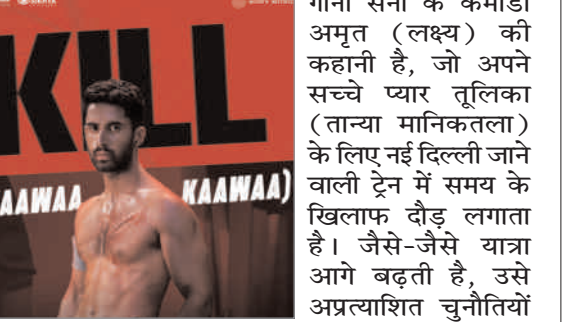 KILL
AAWAA KAAWAA)
अमृत (लक्ष्य) की
कहानी है, जो अपने
सच्चे प्यार तूलिका
(तान्या मानिकतला)
के लिए नई दिल्ली जाने
वाली ट्रेन में समय के
खिलाफ दौड़ लगाता
है। जैसे-जैसे यात्रा
आगे बढ़ती है, उसे
अप्रत्याशित चुनौतियों